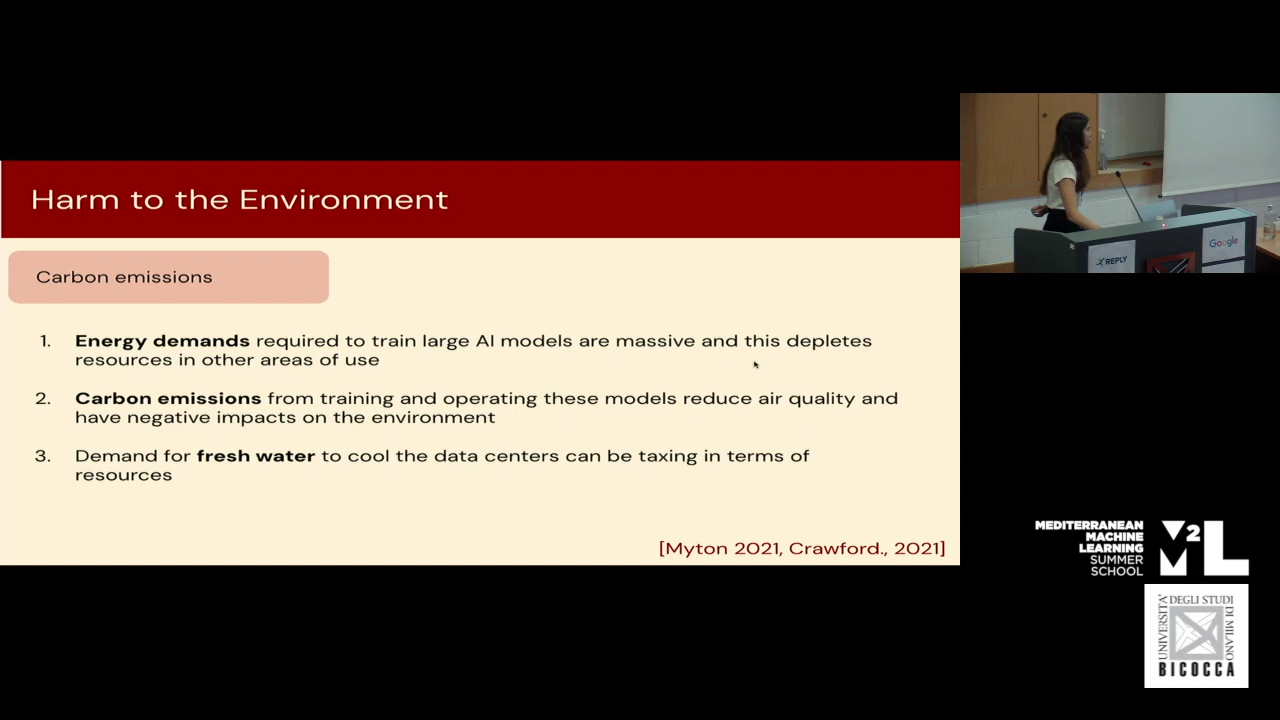 Harm to the Environment
Carbon emissions
1. Energy demands required to train large AI models are massive and this depletes
resources in other areas of use
2. Carbon emissions from training and operating these models reduce air quality and
have negative impacts on the environment
3. Demand for fresh water to cool the data centers can be taxing in terms of
resources
[Myton 2021, Crawford., 2021]
REPLY
Google
MEDITERRANEAN
MACHINE
LEARNING
SUMMER
SCHOOL
M2L
UNIVERSITA'
DEGLI STUDI
DI MILANO
BICOCCA